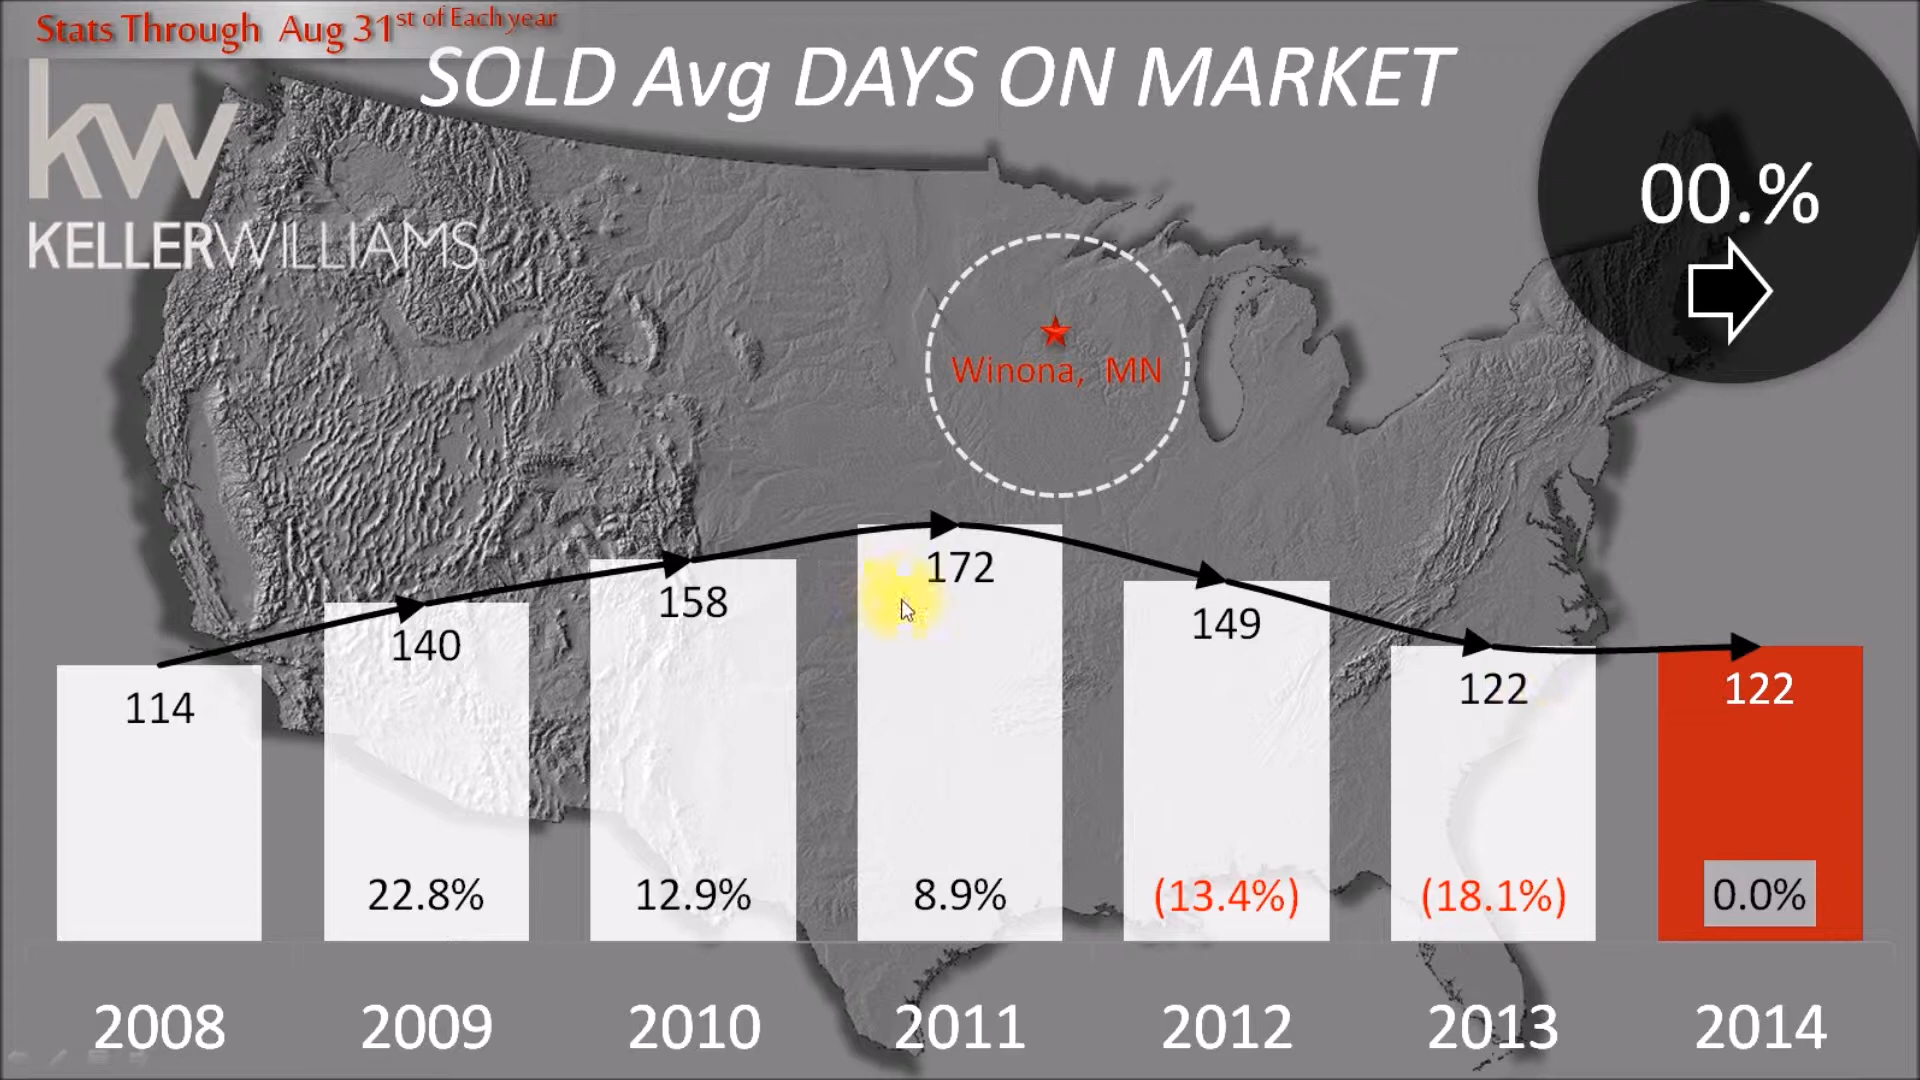 Stats Through Aug 31st of Each year
SOLD Avg DAYS ON MARKET
kw
KELLERWILLIAMS
00.%
Winona, MN
114
140
158
172
149
122
122
22.8%
12.9%
8.9%
(13.4%)
(18.1%)
0.0%
2008 2009 2010 2011 2012 2013 2014